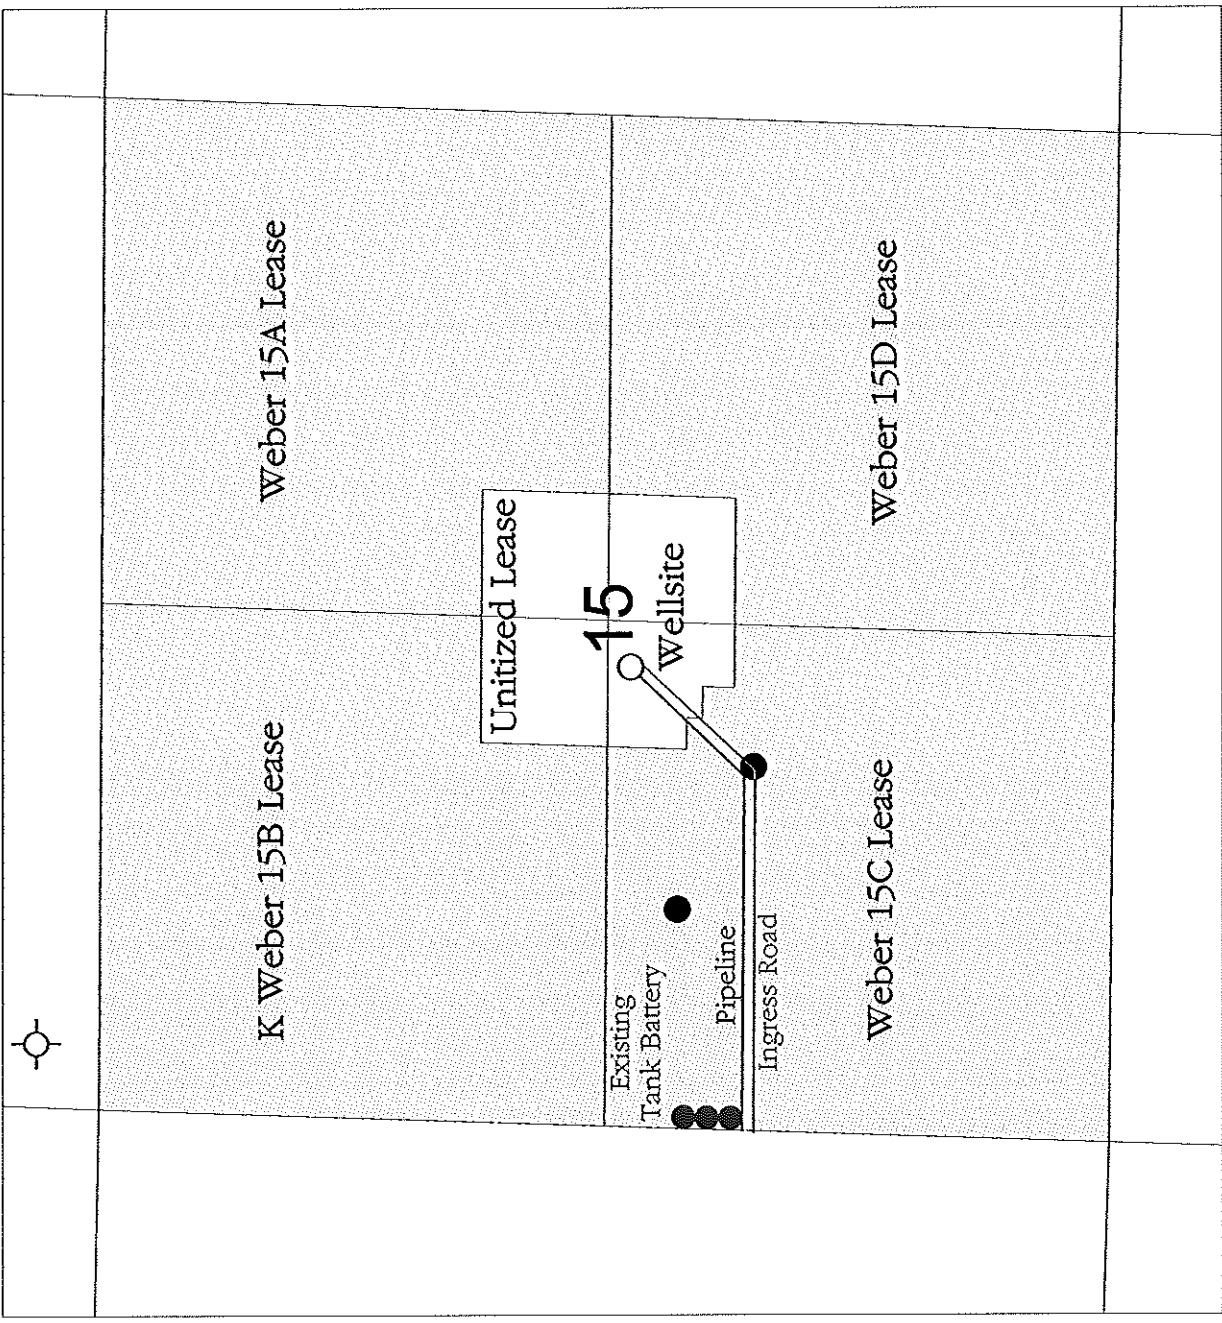 K Weber 15B Lease
Weber 15A Lease
Unitized Lease
15
Wellsite
Existing
Tank Battery
Pipeline
Ingress Road
Weber 15C Lease
Weber 15D Lease